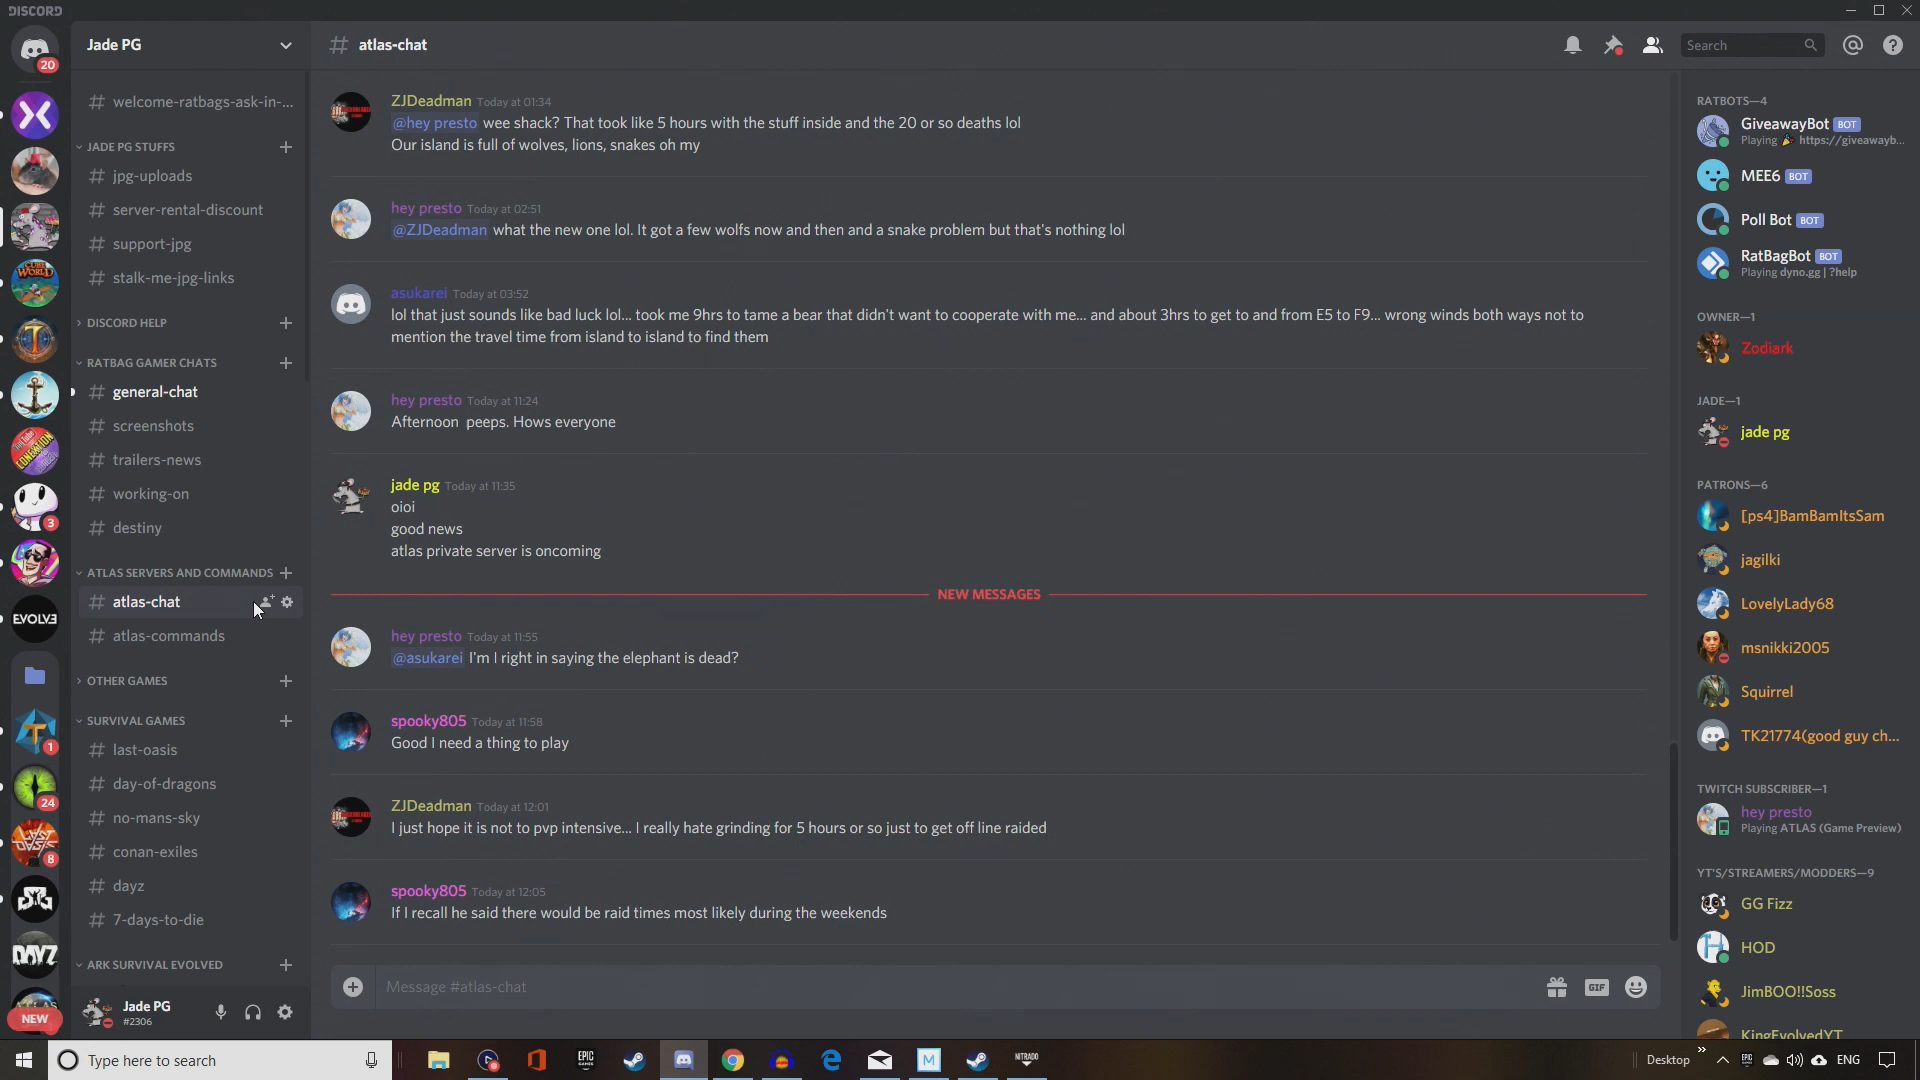 DISCORD
20
Jade PG
# atlas-chat
Search
# welcome-ratbags-ask-in-...
JADE PG STUFFS
# jpg-uploads
# server-rental-discount
# support-jpg
# stalk-me-jpg-links
DISCORD HELP
RATBAG GAMER CHATS
# general-chat
# screenshots
# trailers-news
# working-on
# destiny
ATLAS SERVERS AND COMMANDS
# atlas-chat
# atlas-commands
OTHER GAMES
SURVIVAL GAMES
# last-oasis
# day-of-dragons
# no-mans-sky
# conan-exiles
# dayz
# 7-days-to-die
ARK SURVIVAL EVOLVED
Jade PG
#2306
CUBE WORLD
3
EVOLVE
1
24
8
DAYZ
NEW
ZJDeadman Today at 01:34
@hey presto wee shack? That took like 5 hours with the stuff inside and the 20 or so deaths lol
Our island is full of wolves, lions, snakes oh my
hey presto Today at 02:51
@ZJDeadman what the new one lol. It got a few wolfs now and then and a snake problem but that's nothing lol
asukarei Today at 03:52
lol that just sounds like bad luck lol... took me 9hrs to tame a bear that didn't want to cooperate with me... and about 3hrs to get to and from E5 to F9... wrong winds both ways not to
mention the travel time from island to island to find them
hey presto Today at 11:24
Afternoon peeps. Hows everyone
jade pg Today at 11:35
oioi
good news
atlas private server is oncoming
NEW MESSAGES
hey presto Today at 11:55
@asukarei I'm I right in saying the elephant is dead?
spooky805 Today at 11:58
Good I need a thing to play
ZJDeadman Today at 12:01
I just hope it is not to pvp intensive... I really hate grinding for 5 hours or so just to get off line raided
spooky805 Today at 12:05
If I recall he said there would be raid times most likely during the weekends
Message #atlas-chat
GIF
RATBOTS—4
GiveawayBot BOT
Playing 🎉 https://giveawayb...
MEE6 BOT
Poll Bot BOT
RatBagBot BOT
Playing dyno.gg | ?help
OWNER—1
Zodiark
JADE—1
jade pg
PATRONS—6
[ps4]BamBamItsSam
jagilki
LovelyLady68
msnikki2005
Squirrel
TK21774(good guy ch...
TWITCH SUBSCRIBER—1
hey presto
Playing ATLAS (Game Preview)
YT'S/STREAMERS/MODDERS—9
GG Fizz
HOD
JimBOO!!Soss
KingEvolvedYT
Type here to search
EPIC GAMES
NITRADO
Desktop
ENG